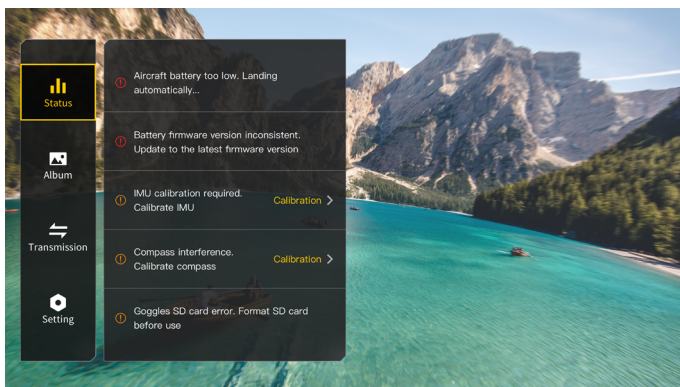 Status
Album
Transmission
Setting
Aircraft battery too low. Landing
automatically...
Battery firmware version inconsistent.
Update to the latest firmware version
IMU calibration required.
Calibrate IMU
Calibration
Compass interference.
Calibrate compass
Calibration
Goggles SD card error. Format SD card
before use